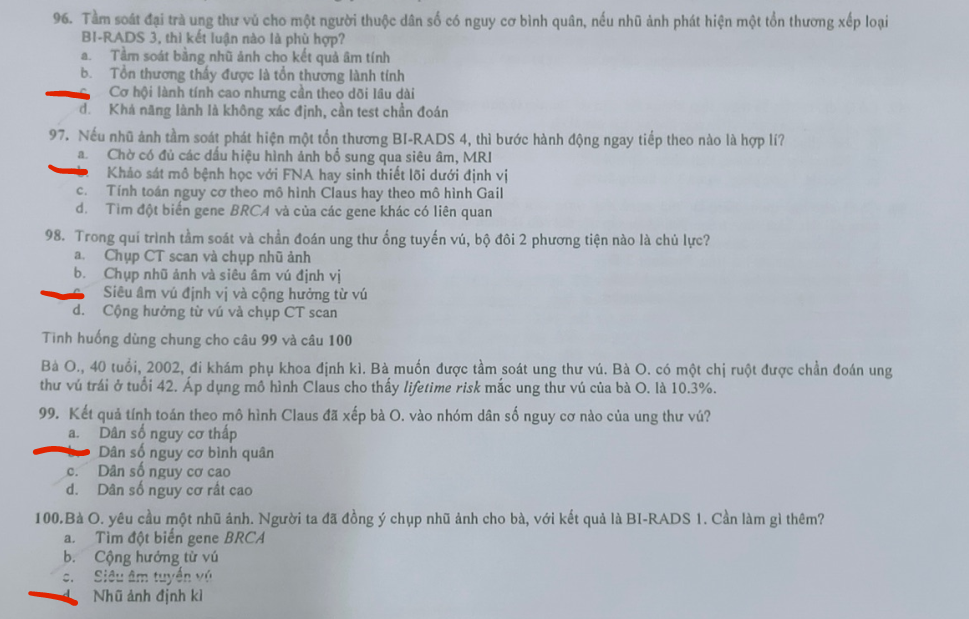 96. Tầm soát đại trà ung thư vú cho một người thuộc dân số có nguy cơ bình quân, nếu nhũ ảnh phát hiện một tổn thương xếp loại
BI-RADS 3, thì kết luận nào là phù hợp?
a. Tầm soát bằng nhũ ảnh cho kết quả âm tính
b. Tổn thương thấy được là tổn thương lành tính
c. Cơ hội lành tính cao nhưng cần theo dõi lâu dài
d. Khả năng lành là không xác định, cần test chẩn đoán
97. Nếu nhũ ảnh tầm soát phát hiện một tổn thương BI-RADS 4, thì bước hành động ngay tiếp theo nào là hợp lí?
a. Chờ có đủ các dấu hiệu hình ảnh bổ sung qua siêu âm, MRI
Khảo sát mô bệnh học với FNA hay sinh thiết lõi dưới định vị
c. Tính toán nguy cơ theo mô hình Claus hay theo mô hình Gail
d. Tìm đột biến gene BRCA và của các gene khác có liên quan
98. Trong qui trình tầm soát và chẩn đoán ung thư ống tuyến vú, bộ đôi 2 phương tiện nào là chủ lực?
a. Chụp CT scan và chụp nhũ ảnh
b. Chụp nhũ ảnh và siêu âm vú định vị
c. Siêu âm vú định vị và cộng hưởng từ vú
d. Cộng hưởng từ vú và chụp CT scan
Tình huống dùng chung cho câu 99 và câu 100
Bà O., 40 tuổi, 2002, đi khám phụ khoa định kì. Bà muốn được tầm soát ung thư vú. Bà O. có một chị ruột được chẩn đoán ung
thư vú trái ở tuổi 42. Áp dụng mô hình Claus cho thấy lifetime risk mắc ung thư vú của bà O. là 10.3%.
99. Kết quả tính toán theo mô hình Claus đã xếp bà O. vào nhóm dân số nguy cơ nào của ung thư vú?
a. Dân số nguy cơ thấp
Dân số nguy cơ bình quân
c. Dân số nguy cơ cao
d. Dân số nguy cơ rất cao
100.Bà O. yêu cầu một nhũ ảnh. Người ta đã đồng ý chụp nhũ ảnh cho bà, với kết quả là BI-RADS 1. Cần làm gì thêm?
a. Tìm đột biến gene BRCA
b. Cộng hưởng từ vú
c. Siêu âm tuyến vú
d. Nhũ ảnh định kì